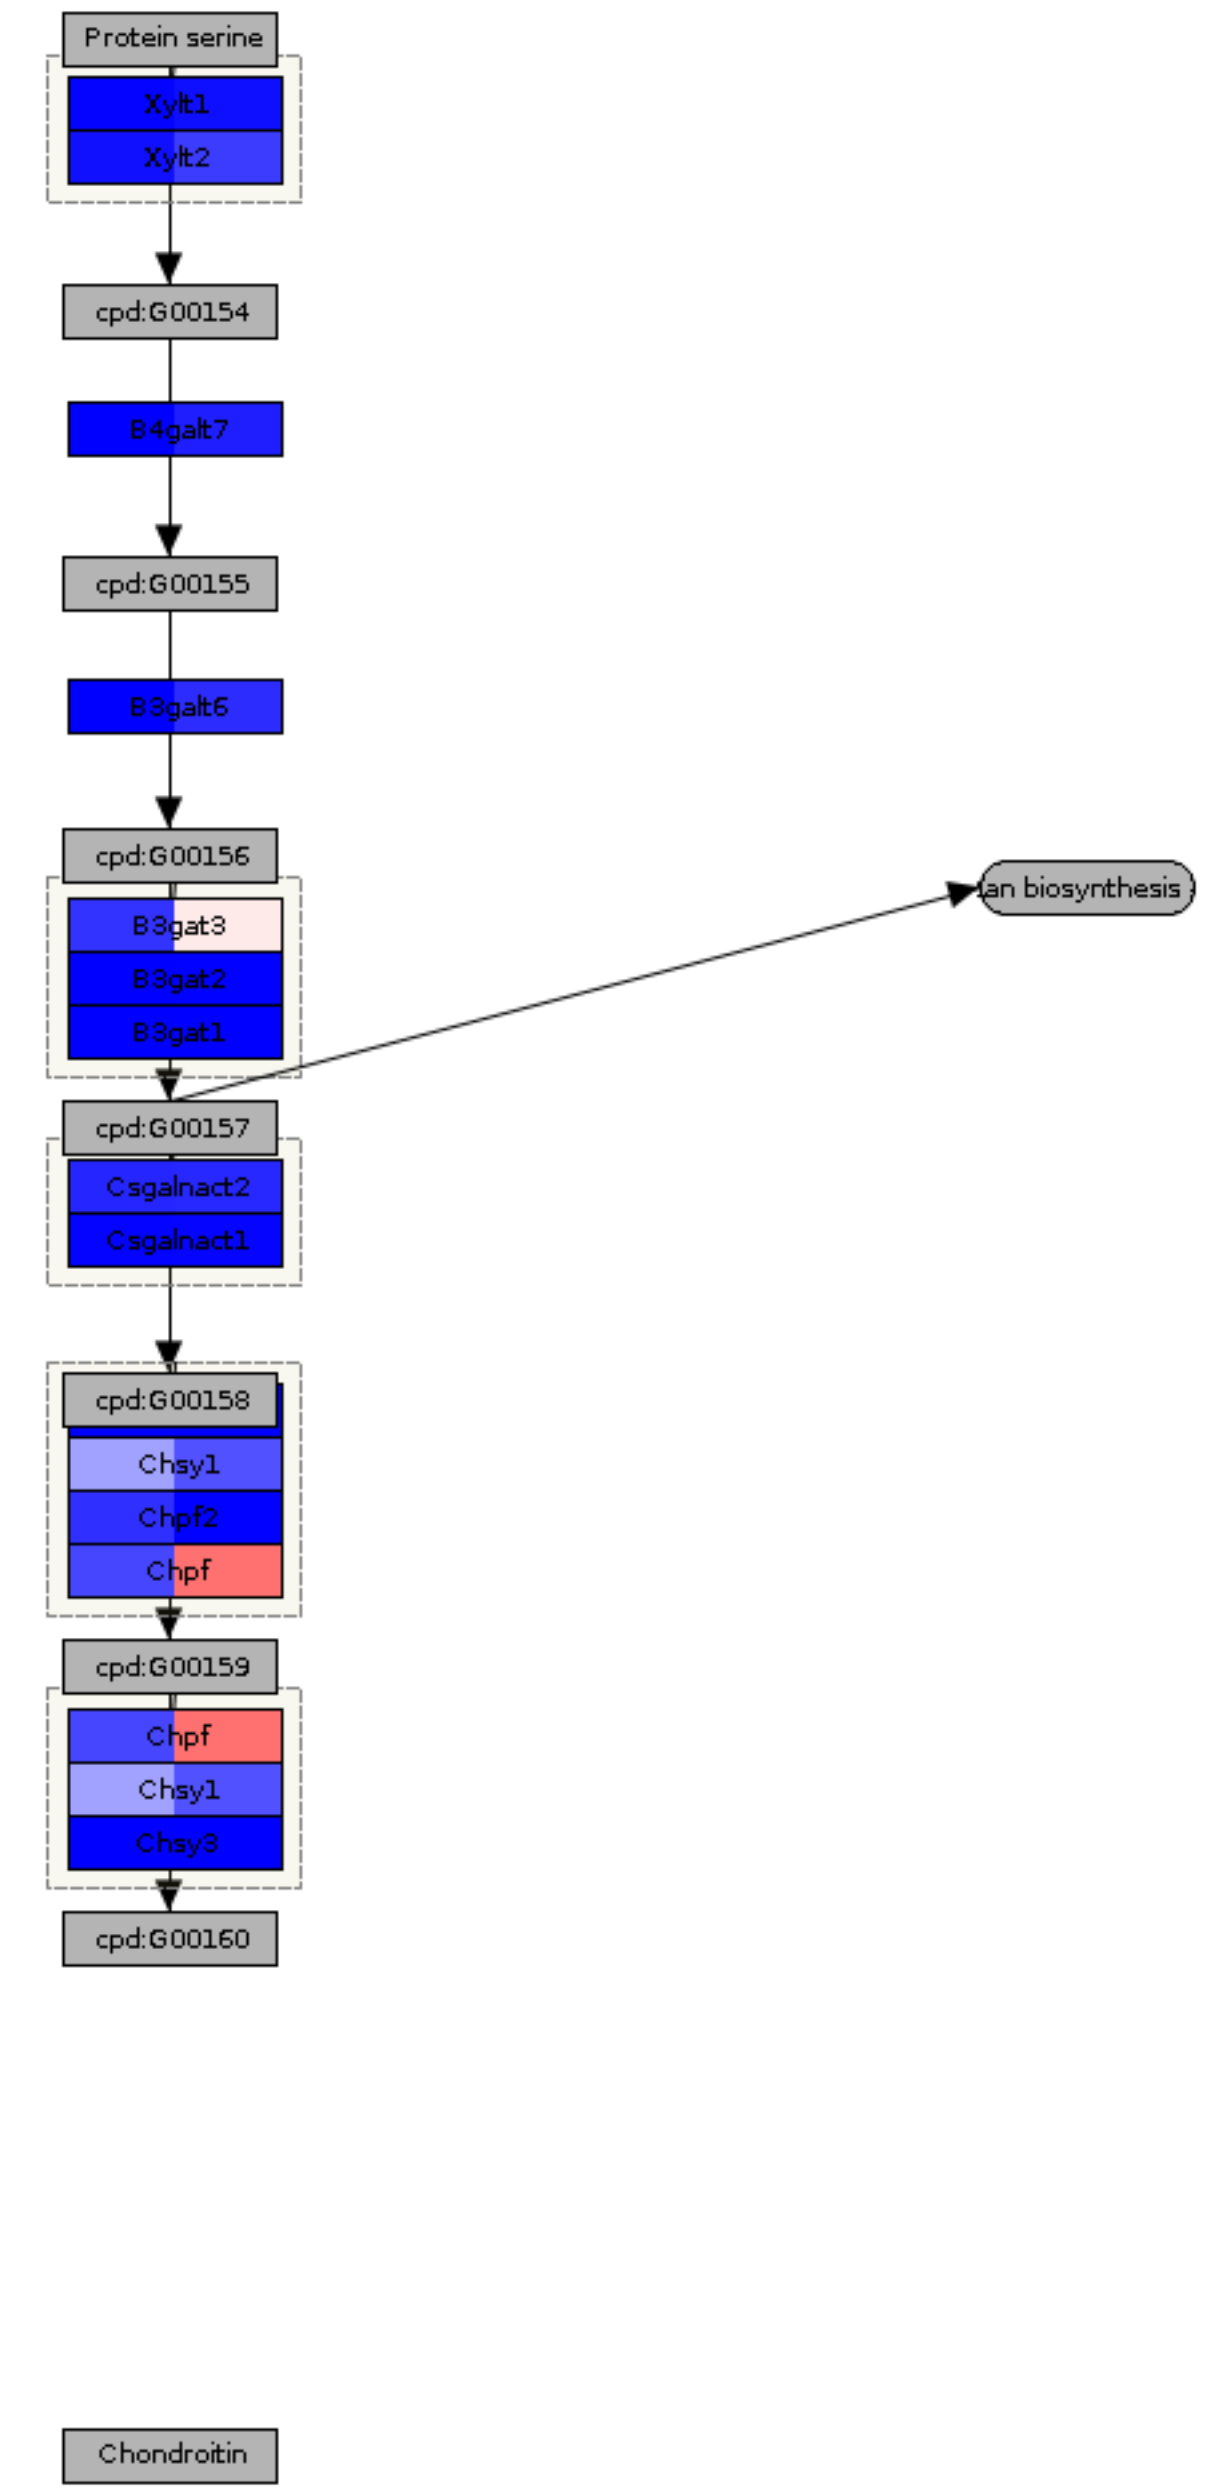 Protein serine
Xylt1
Xylt2
cpd:G00154
B4galt7
cpd:G00155
B3galt6
cpd:G00156
an biosynthesis
B3gat3
B3gat2
B3gat1
cpd:G00157
Csgalnact2
Csgalnact1
cpd:G00158
Chsy1
Chpf2
Chpf
cpd:G00159
Chpf
Chsy1
Chsy3
cpd:G00160
Chondroitin